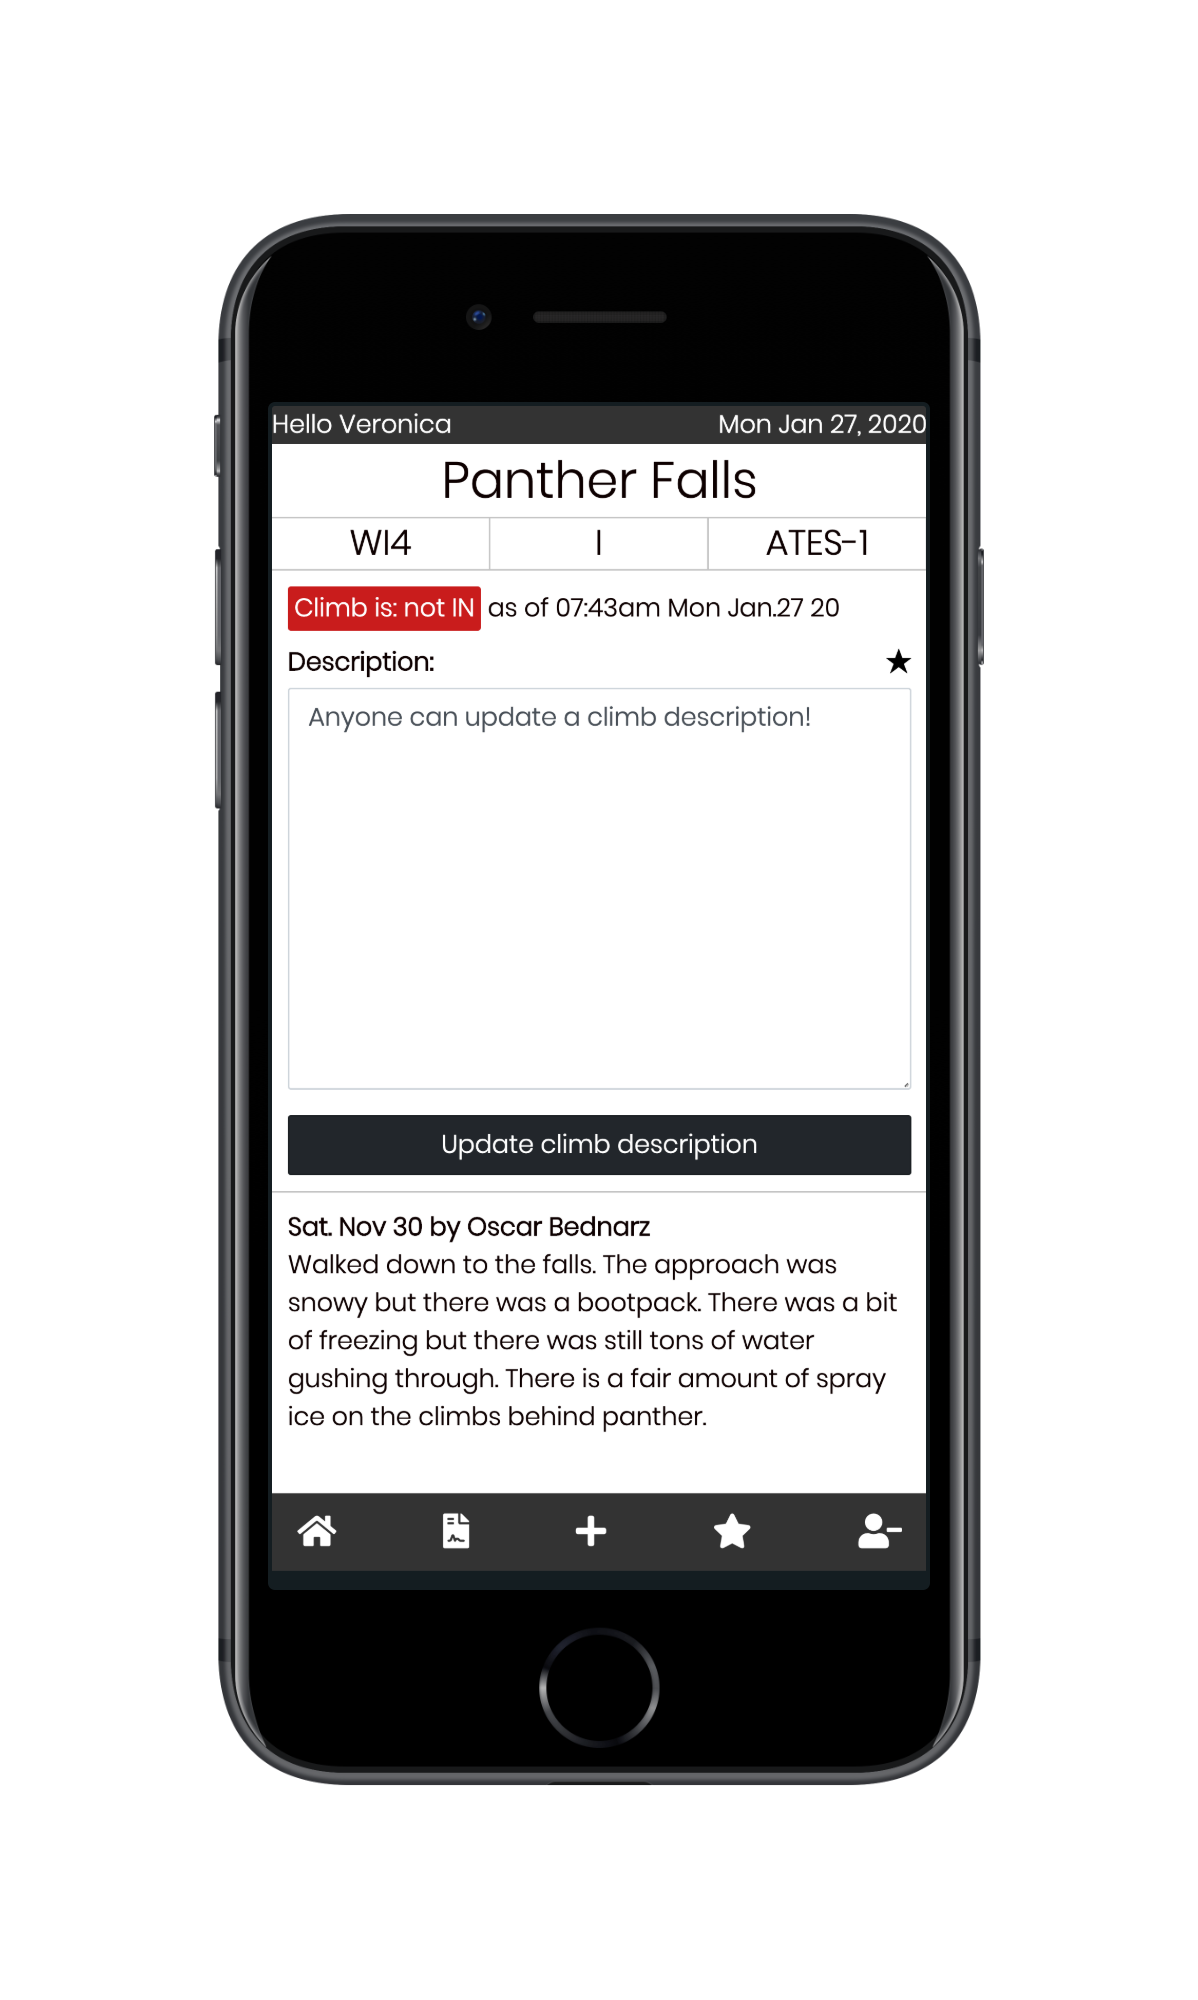 Hello Veronica Mon Jan 27, 2020
Panther Falls
WI4 I ATES-1
Climb is: not IN as of 07:43am Mon Jan.27 20
Description:
Anyone can update a climb description!
Update climb description
Sat. Nov 30 by Oscar Bednarz
Walked down to the falls. The approach was
snowy but there was a bootpack. There was a bit
of freezing but there was still tons of water
gushing through. There is a fair amount of spray
ice on the climbs behind panther.